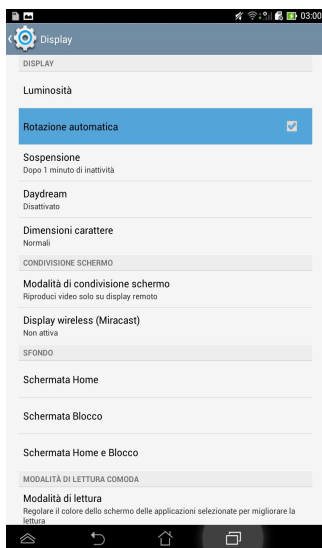 03:00
Display
DISPLAY
Luminosità
Rotazione automatica
Sospensione
Dopo 1 minuto di inattività
Daydream
Disattivato
Dimensioni carattere
Normali
CONDIVISIONE SCHERMO
Modalità di condivisione schermo
Riproduci video solo su display remoto
Display wireless (Miracast)
Non attiva
SFONDO
Schermata Home
Schermata Blocco
Schermata Home e Blocco
MODALITÀ DI LETTURA COMODA
Modalità di lettura
Regolare il colore dello schermo delle applicazioni selezionate per migliorare la
lettura